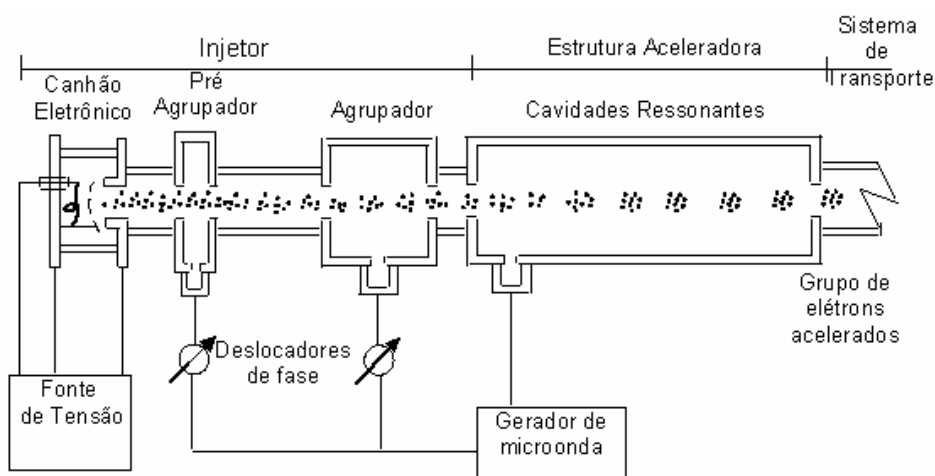 Injetor
Estrutura Aceleradora
Sistema
de
Transporte
Canhão
Eletrônico
Pré
Agrupador
Agrupador
Cavidades Ressonantes
Deslocadores
de fase
Grupo de
elétrons
acelerados
Fonte
de Tensão
Gerador de
microonda